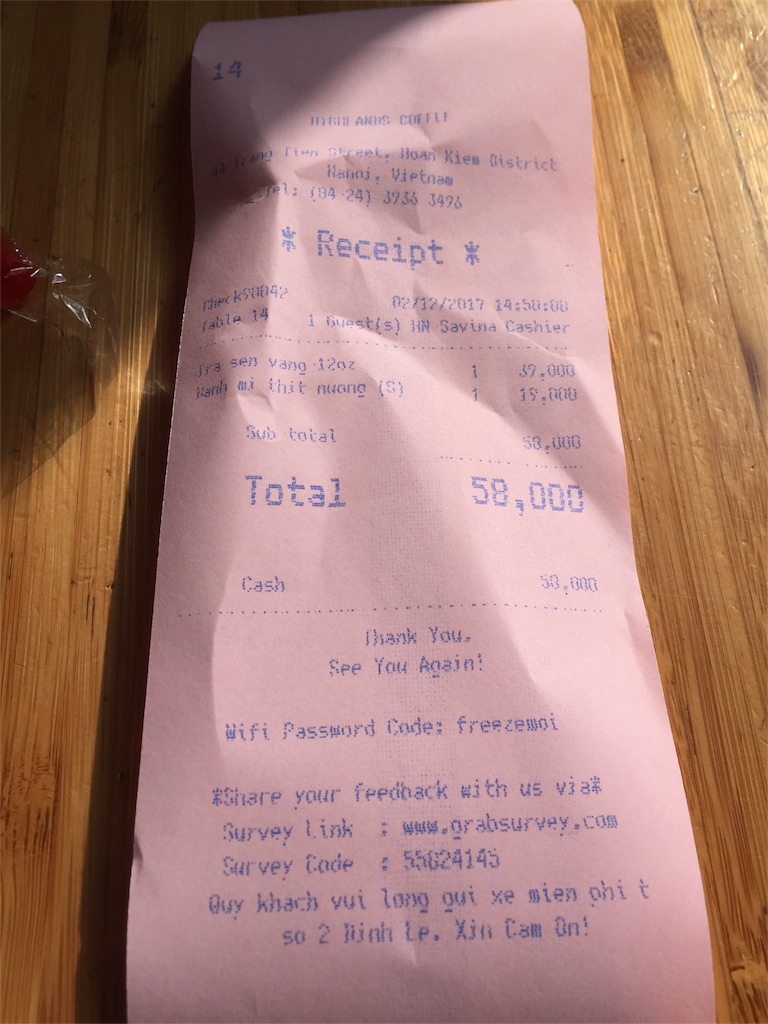 14
HIGHLANDS COFFEE
44 Trang Tien Street, Hoan Kiem District
Hanoi, Vietnam
Tel: (84-24) 3936 3496
* Receipt *
02/12/2017 14:50:08
Table 14 1 Guest(s) HN Savina Cashier
Tra sen vang 12oz 1 39,000
Banh mi thit nuong (S) 1 19,000
Sub total 58,000
Total 58,000
Cash 58,000
Thank You.
See You Again!
Wifi Password Code: freezemoi
*Share your feedback with us via*
Survey Link : www.grabsurvey.com
Survey Code : 55024145
Quy khach vui long gui xe mien phi t
so 2 Dinh Le. Xin Cam On!